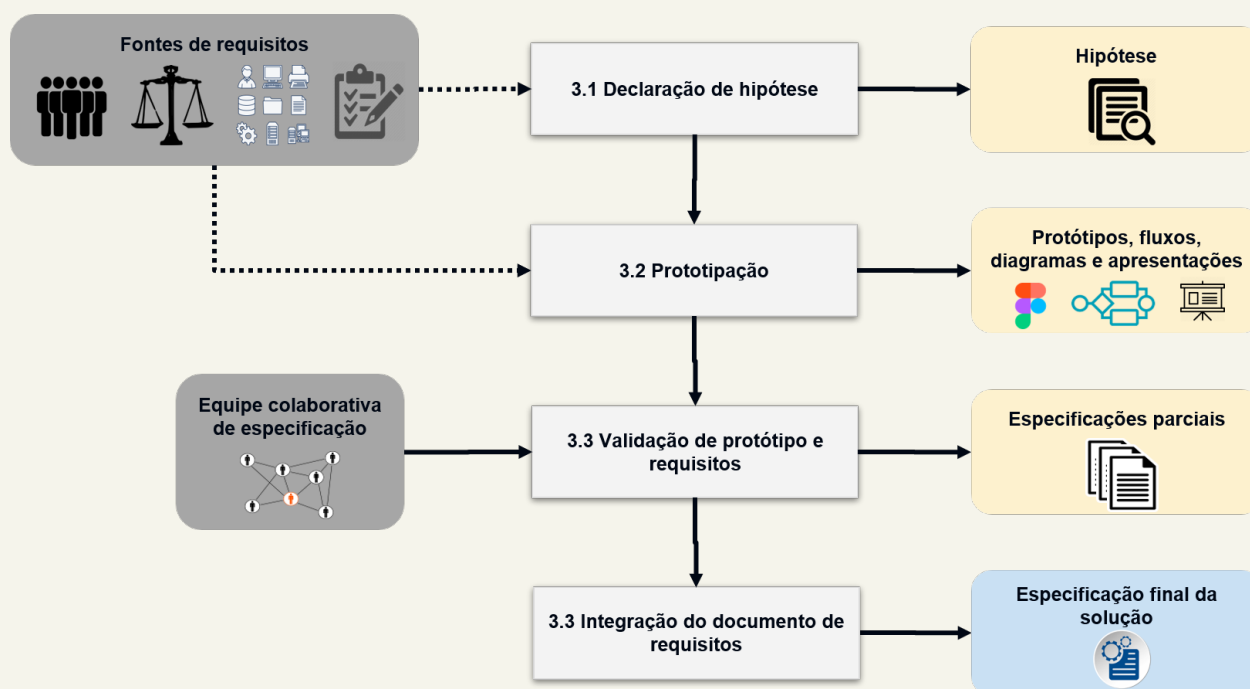 Fontes de requisitos
3.1 Declaração de hipótese
Hipótese
3.2 Prototipação
Protótipos, fluxos,
diagramas e apresentações
Equipe colaborativa
de especificação
3.3 Validação de protótipo e
requisitos
Especificações parciais
3.3 Integração do documento de
requisitos
Especificação final da
solução